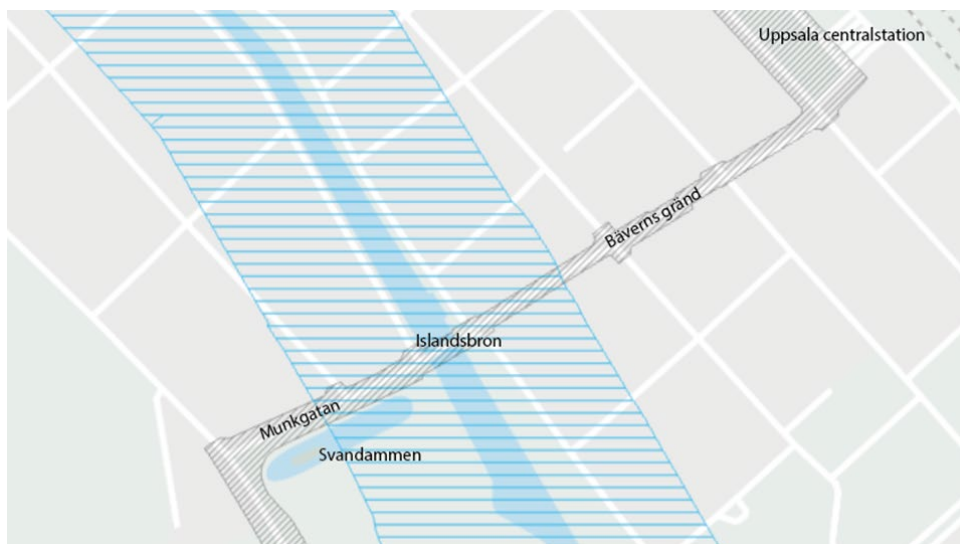 Uppsala centralstation
Bäverns gränd
Islandsbron
Munkgatan
Svandammen